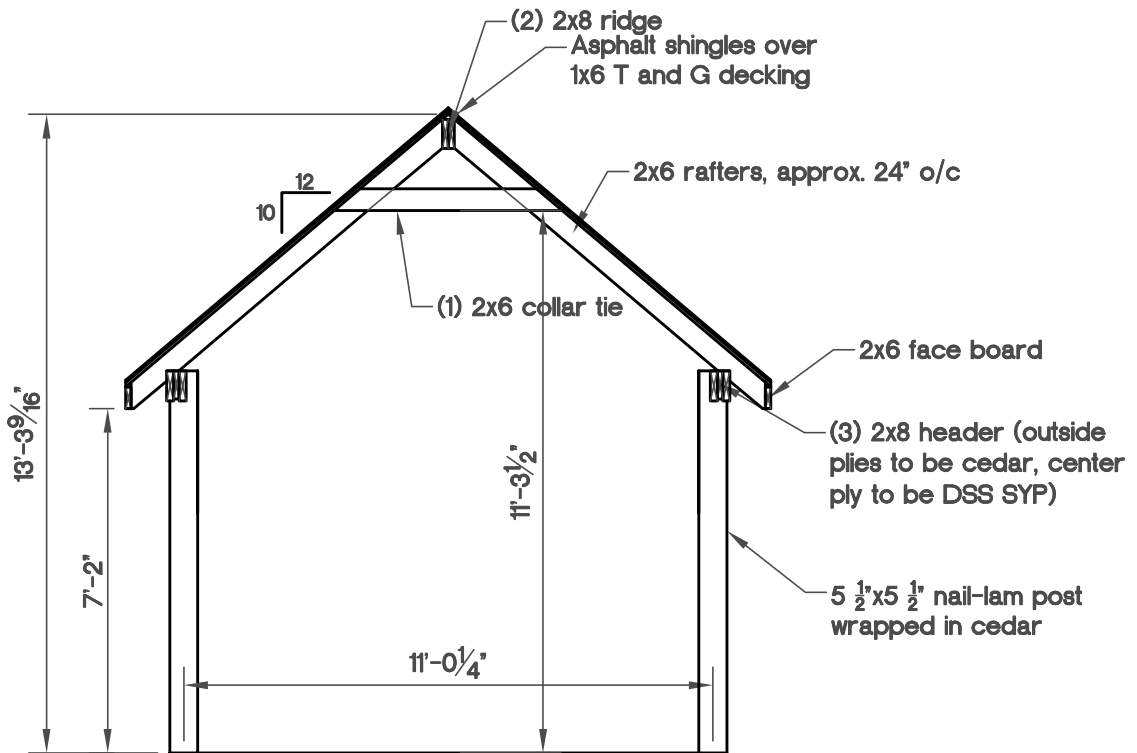 (2) 2x8 ridge
Asphalt shingles over
1x6 T and G decking
12
10
2x6 rafters, approx. 24" o/c
(1) 2x6 collar tie
2x6 face board
(3) 2x8 header (outside
plies to be cedar, center
ply to be DSS SYP)
13'-3 9/16"
7'-2"
11'-3 1/2"
11'-0 1/4"
5 1/2"x5 1/2" nail-lam post
wrapped in cedar